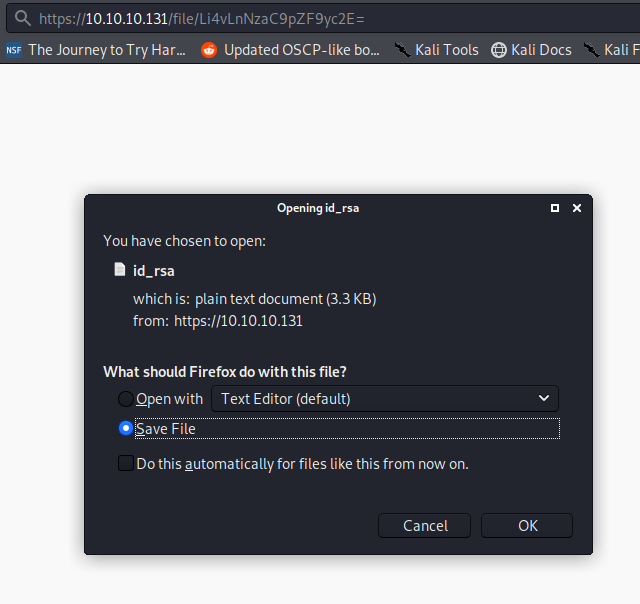 https://10.10.10.131/file/Li4vLnNzaC9pZF9yc2E=
NSF The Journey to Try Har... Updated OSCP-like bo... Kali Tools Kali Docs Kali F
Opening id_rsa
You have chosen to open:
id_rsa
which is: plain text document (3.3 KB)
from: https://10.10.10.131
What should Firefox do with this file?
Open with Text Editor (default)
Save File
Do this automatically for files like this from now on.
Cancel OK